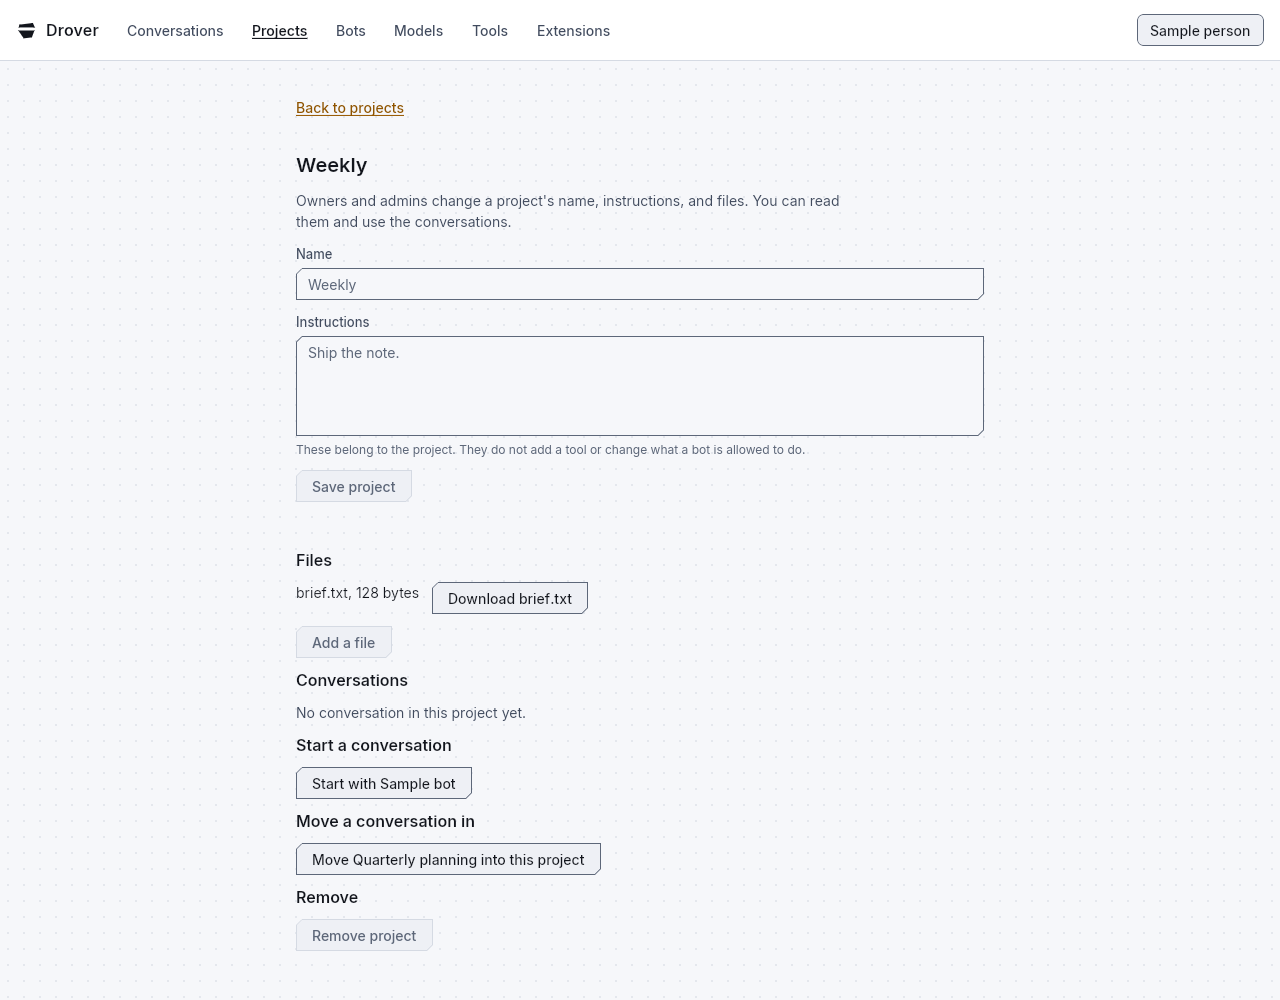 Drover
Conversations
Projects
Bots
Models
Tools
Extensions
Sample person
Back to projects
Weekly
Owners and admins change a project's name, instructions, and files. You can read
them and use the conversations.
Name
Weekly
Instructions
Ship the note.
These belong to the project. They do not add a tool or change what a bot is allowed to do.
Save project
Files
brief.txt, 128 bytes
Download brief.txt
Add a file
Conversations
No conversation in this project yet.
Start a conversation
Start with Sample bot
Move a conversation in
Move Quarterly planning into this project
Remove
Remove project